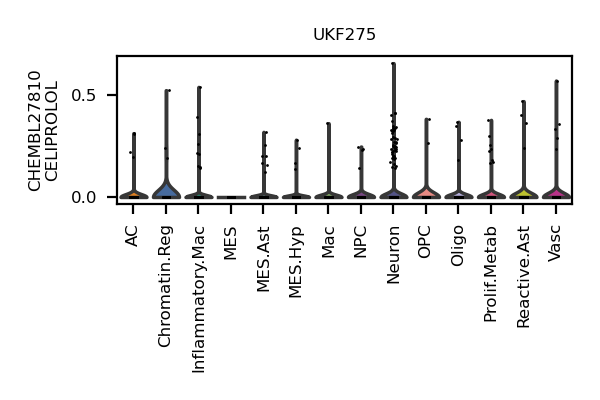 UKF275
CHEMBL27810
CELIPROLOL
0.5
0.0
AC
Chromatin.Reg
Inflammatory.Mac
MES
MES.Ast
MES.Hyp
Mac
NPC
Neuron
OPC
Oligo
Prolif.Metab
Reactive.Ast
Vasc